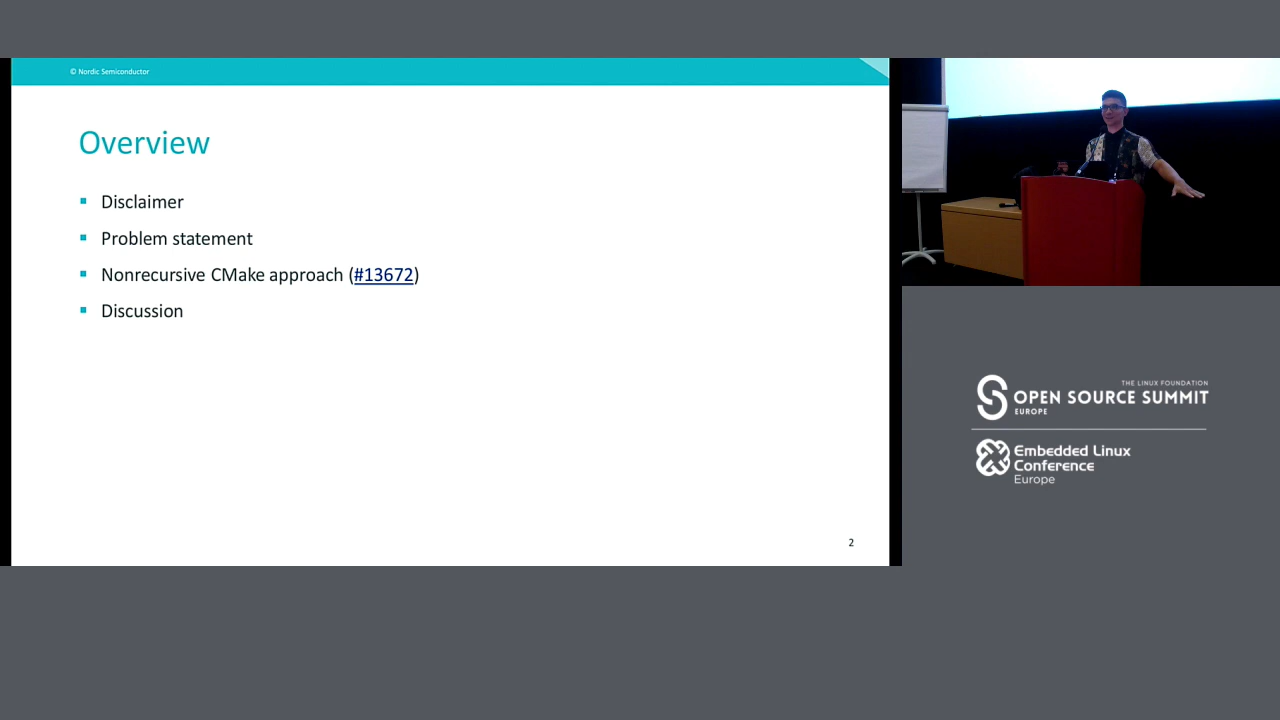 © Nordic Semiconductor
Overview
Disclaimer
Problem statement
Nonrecursive CMake approach (#13672)
Discussion
2
THE LINUX FOUNDATION
OPEN SOURCE SUMMIT
EUROPE
Embedded Linux
Conference
Europe